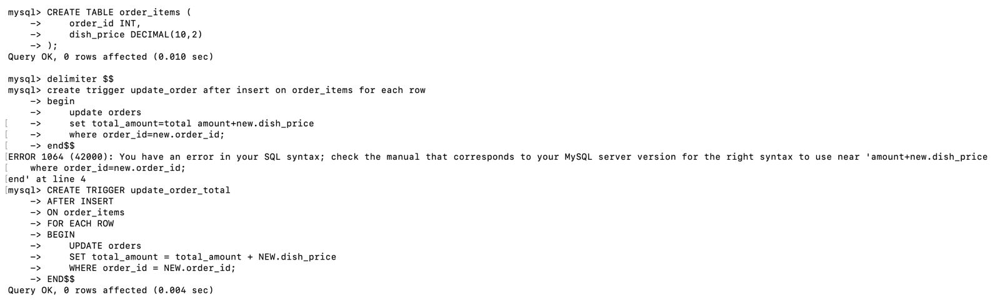 mysql> CREATE TABLE order_items (
    ->     order_id INT,
    ->     dish_price DECIMAL(10,2)
    -> );
Query OK, 0 rows affected (0.010 sec)

mysql> delimiter $$
mysql> create trigger update_order after insert on order_items for each row
    -> begin
    ->     update orders
[    ->     set total_amount=total amount+new.dish_price
[    ->     where order_id=new.order_id;
[    -> end$$
[ERROR 1064 (42000): You have an error in your SQL syntax; check the manual that corresponds to your MySQL server version for the right syntax to use near 'amount+new.dish_price
[    where order_id=new.order_id;
[end' at line 4
[mysql> CREATE TRIGGER update_order_total
    -> AFTER INSERT
    -> ON order_items
    -> FOR EACH ROW
    -> BEGIN
    ->     UPDATE orders
    ->     SET total_amount = total_amount + NEW.dish_price
    ->     WHERE order_id = NEW.order_id;
    -> END$$
Query OK, 0 rows affected (0.004 sec)